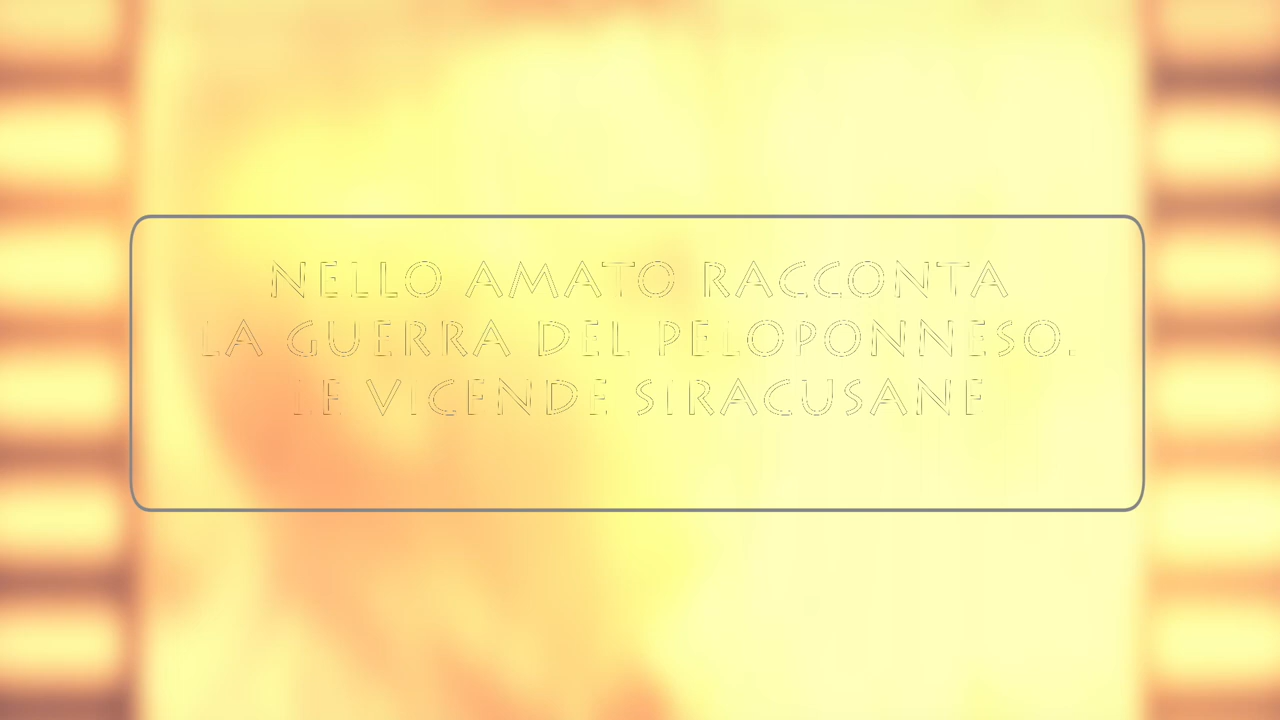 NELLO AMATO RACCONTA
LA GUERRA DEL PELOPONNESO.
LE VICENDE SIRACUSANE